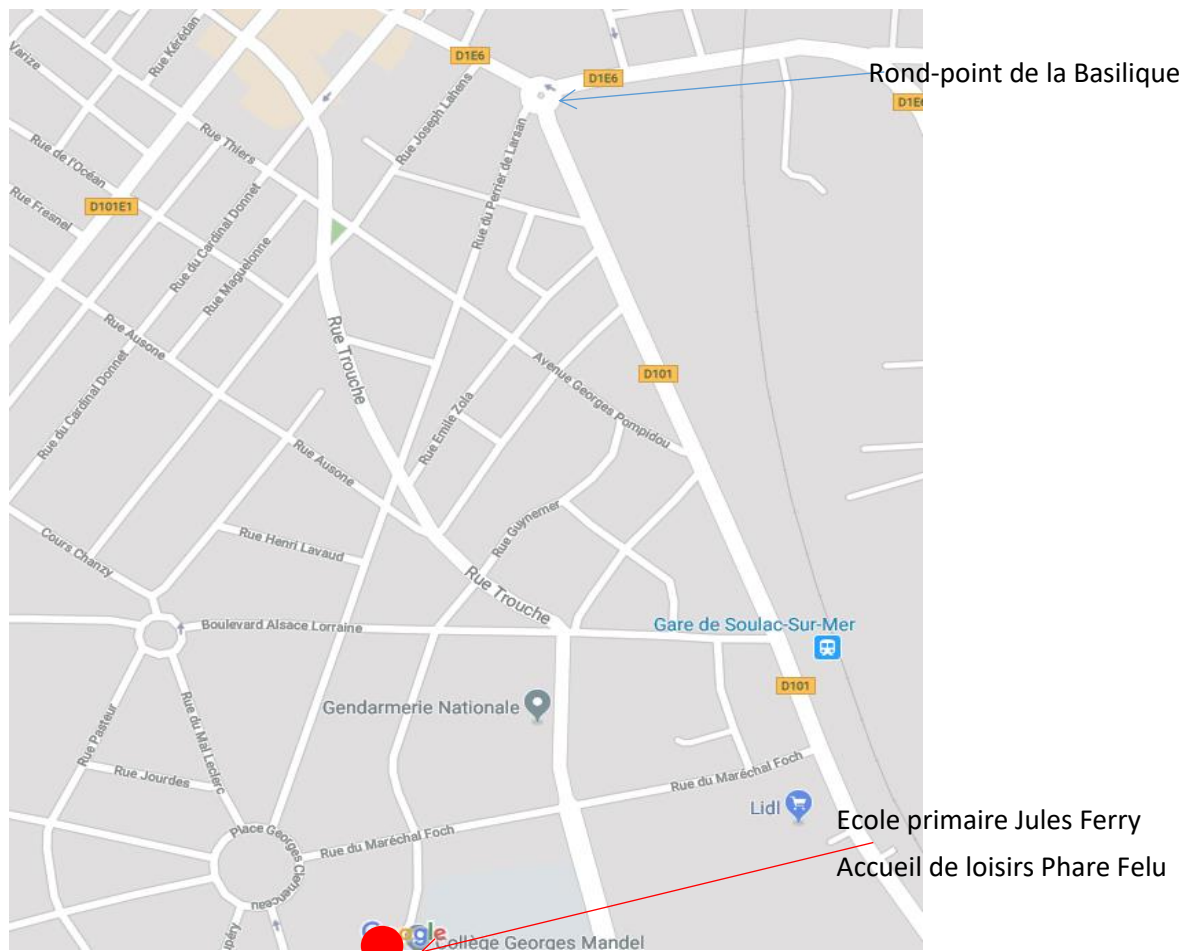 Varize
Rue Kérédan
D1E6
D1E6
Rond-point de la Basilique
D1E6
Rue Joseph Lahens
Rue Thiers
Rue de l'Océan
Rue du Perrier de Larsan
Rue Fresnel
D101E1
Rue du Cardinal Donnet
Rue Maguelonne
Rue Ausone
Rue Trouche
D101
Avenue Georges Pompidou
Rue du Cardinal Donnet
Rue Emile Zola
Rue Ausone
Rue Guynemer
Cours Chanzy
Rue Henri Lavaud
Rue Trouche
Boulevard Alsace Lorraine
Gare de Soulac-Sur-Mer
D101
Gendarmerie Nationale
Rue Pasteur
Rue du Mal Leclerc
Rue Jourdes
Rue du Maréchal Foch
Lidl
Ecole primaire Jules Ferry
Place Georges Clemenceau
Rue du Maréchal Foch
Accueil de loisirs Phare Felu
Google
Collège Georges Mandel